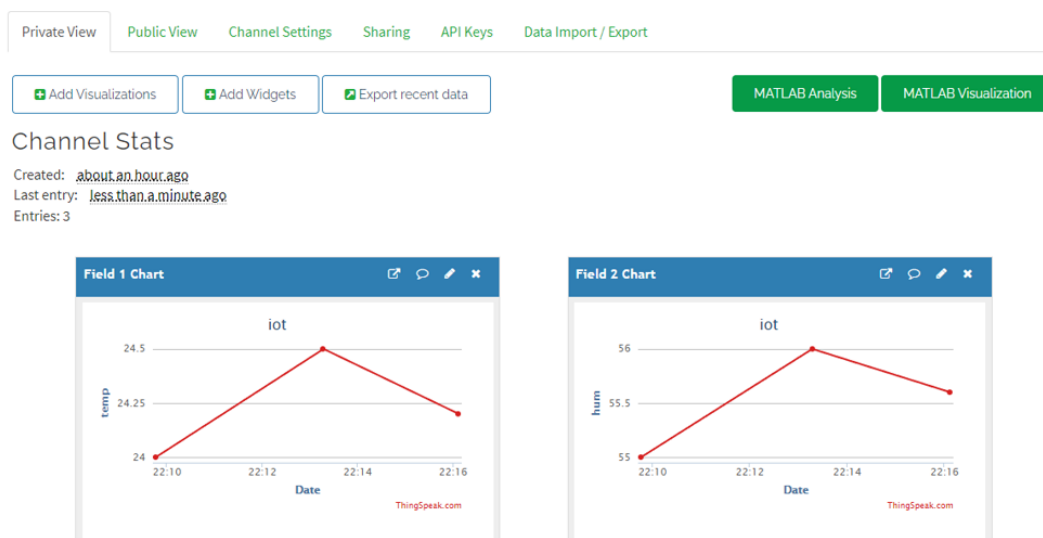 Private View Public View Channel Settings Sharing API Keys Data Import / Export
Add Visualizations Add Widgets Export recent data MATLAB Analysis MATLAB Visualization
Channel Stats
Created: about an hour ago
Last entry: less than a minute ago
Entries: 3
Field 1 Chart
iot
24.5
24.25
24
temp
22:10 22:12 22:14 22:16
Date
ThingSpeak.com
Field 2 Chart
iot
56
55.5
55
hum
22:10 22:12 22:14 22:16
Date
ThingSpeak.com